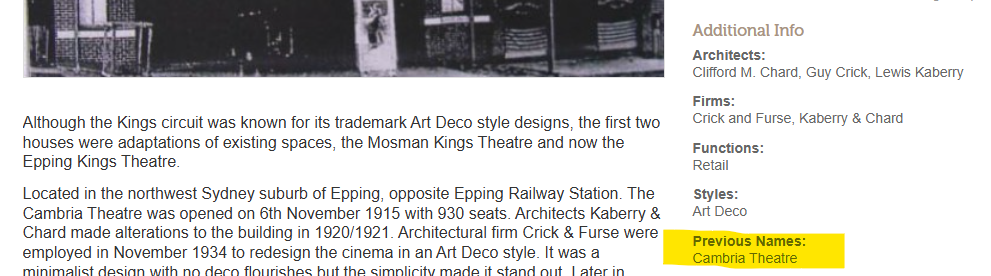 Although the Kings circuit was known for its trademark Art Deco style designs, the first two
houses were adaptations of existing spaces, the Mosman Kings Theatre and now the
Epping Kings Theatre.
Located in the northwest Sydney suburb of Epping, opposite Epping Railway Station. The
Cambria Theatre was opened on 6th November 1915 with 930 seats. Architects Kaberry &
Chard made alterations to the building in 1920/1921. Architectural firm Crick & Furse were
employed in November 1934 to redesign the cinema in an Art Deco style. It was a
minimalist design with no deco flourishes but the simplicity made it stand out. Later in
Additional Info
Architects:
Clifford M. Chard, Guy Crick, Lewis Kaberry
Firms:
Crick and Furse, Kaberry & Chard
Functions:
Retail
Styles:
Art Deco
Previous Names:
Cambria Theatre